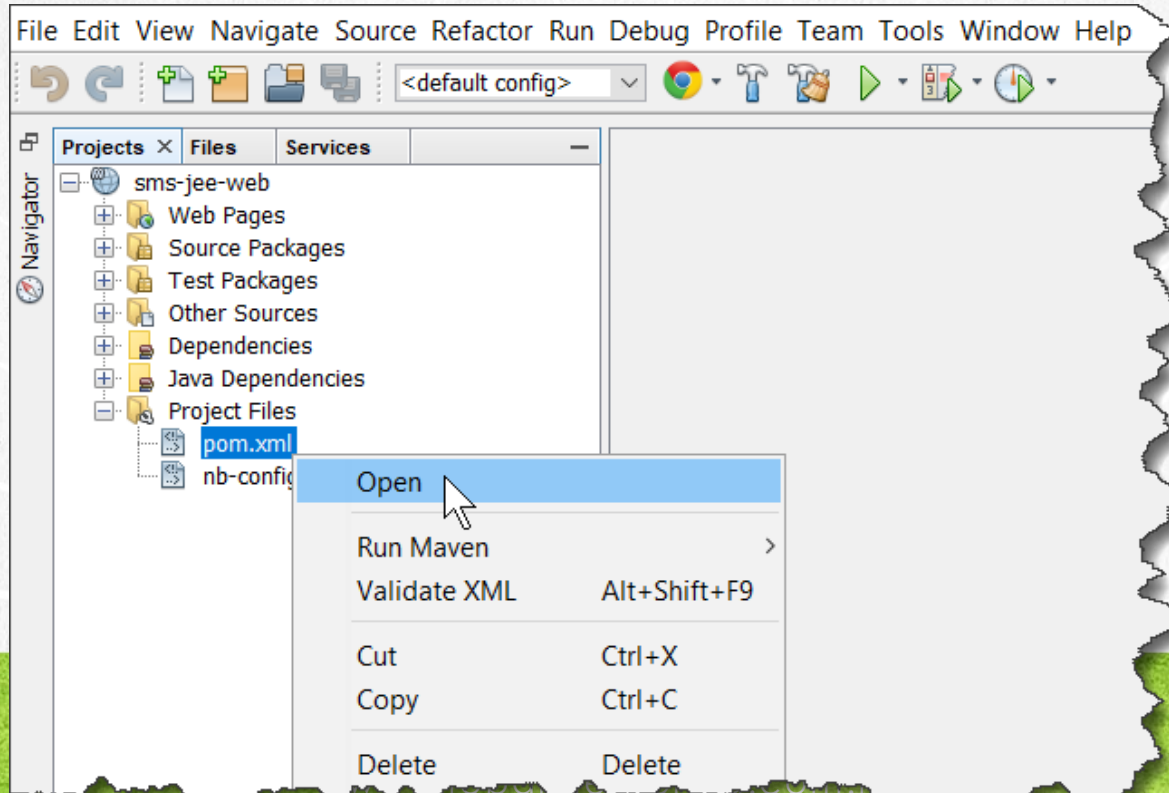 File Edit View Navigate Source Refactor Run Debug Profile Team Tools Window Help
<default config>
Projects Files Services
Navigator
sms-jee-web
Web Pages
Source Packages
Test Packages
Other Sources
Dependencies
Java Dependencies
Project Files
pom.xml
nb-config
Open
Run Maven
Validate XML Alt+Shift+F9
Cut Ctrl+X
Copy Ctrl+C
Delete Delete